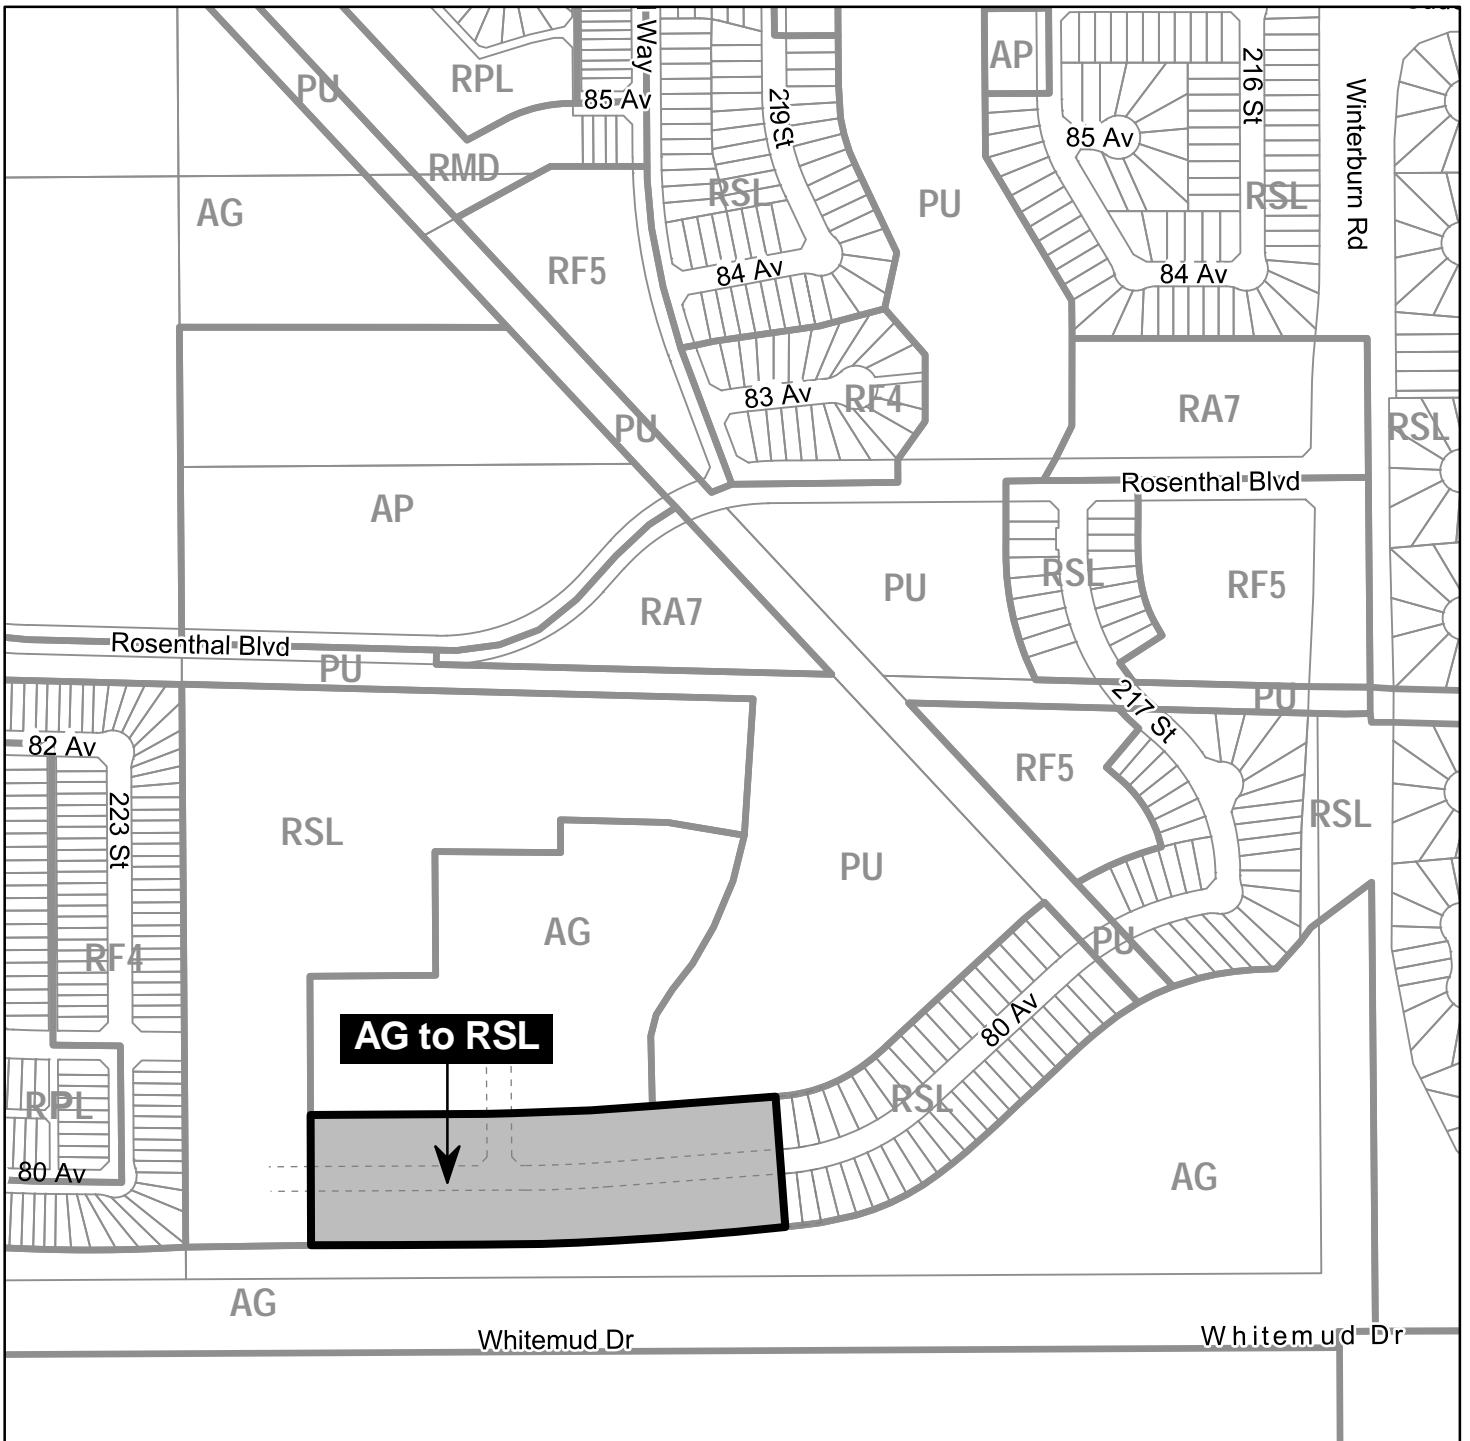 Way
AP
216 St
RPL
PU
85 Av
219 St
Winterburn Rd
85 Av
RMD
RSL
RSL
PU
AG
RF5
84 Av
84 Av
83 Av
RF4
RA7
PU
RSL
Rosenthal Blvd
AP
RSL
PU
RF5
RA7
Rosenthal Blvd
PU
PU
217 St
82 Av
RF5
223 St
RSL
RSL
PU
AG
PU
RF4
80 Av
AG to RSL
RSL
RPL
80 Av
AG
AG
Whitemud Dr
Whitemud Dr